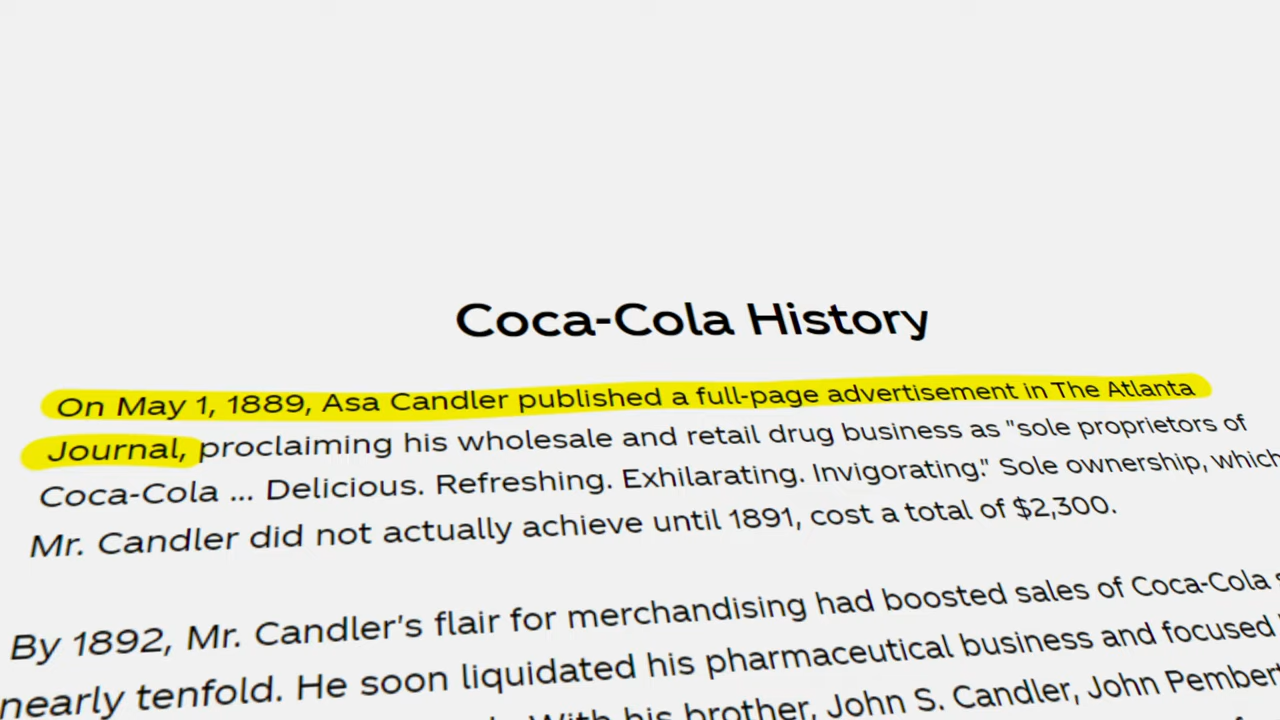 Coca-Cola History
On May 1, 1889, Asa Candler published a full-page advertisement in The Atlanta
Journal, proclaiming his wholesale and retail drug business as "sole proprietors of
Coca-Cola ... Delicious. Refreshing. Exhilarating. Invigorating." Sole ownership, which
Mr. Candler did not actually achieve until 1891, cost a total of $2,300.
By 1892, Mr. Candler's flair for merchandising had boosted sales of Coca-Cola
nearly tenfold. He soon liquidated his pharmaceutical business and focused
With his brother, John S. Candler, John